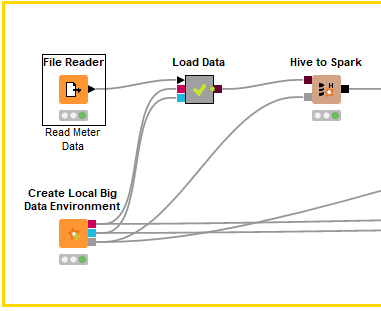 File Reader
Load Data
Hive to Spark
Read Meter
Data
Create Local Big
Data Environment